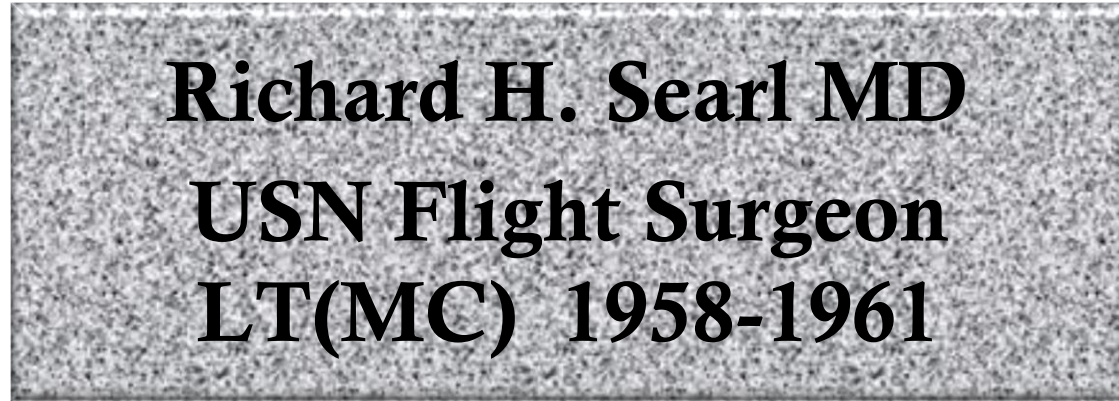 Richard H. Searl MD
USN Flight Surgeon
LT(MC) 1958-1961